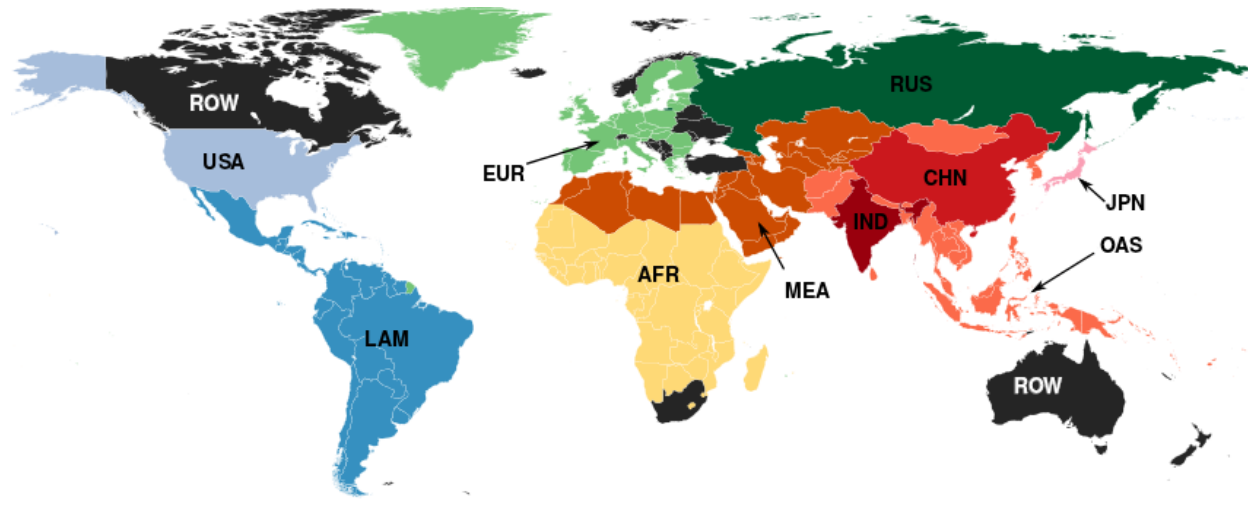 RUS
ROW
USA
EUR
CHN
JPN
IND
OAS
AFR
MEA
LAM
ROW